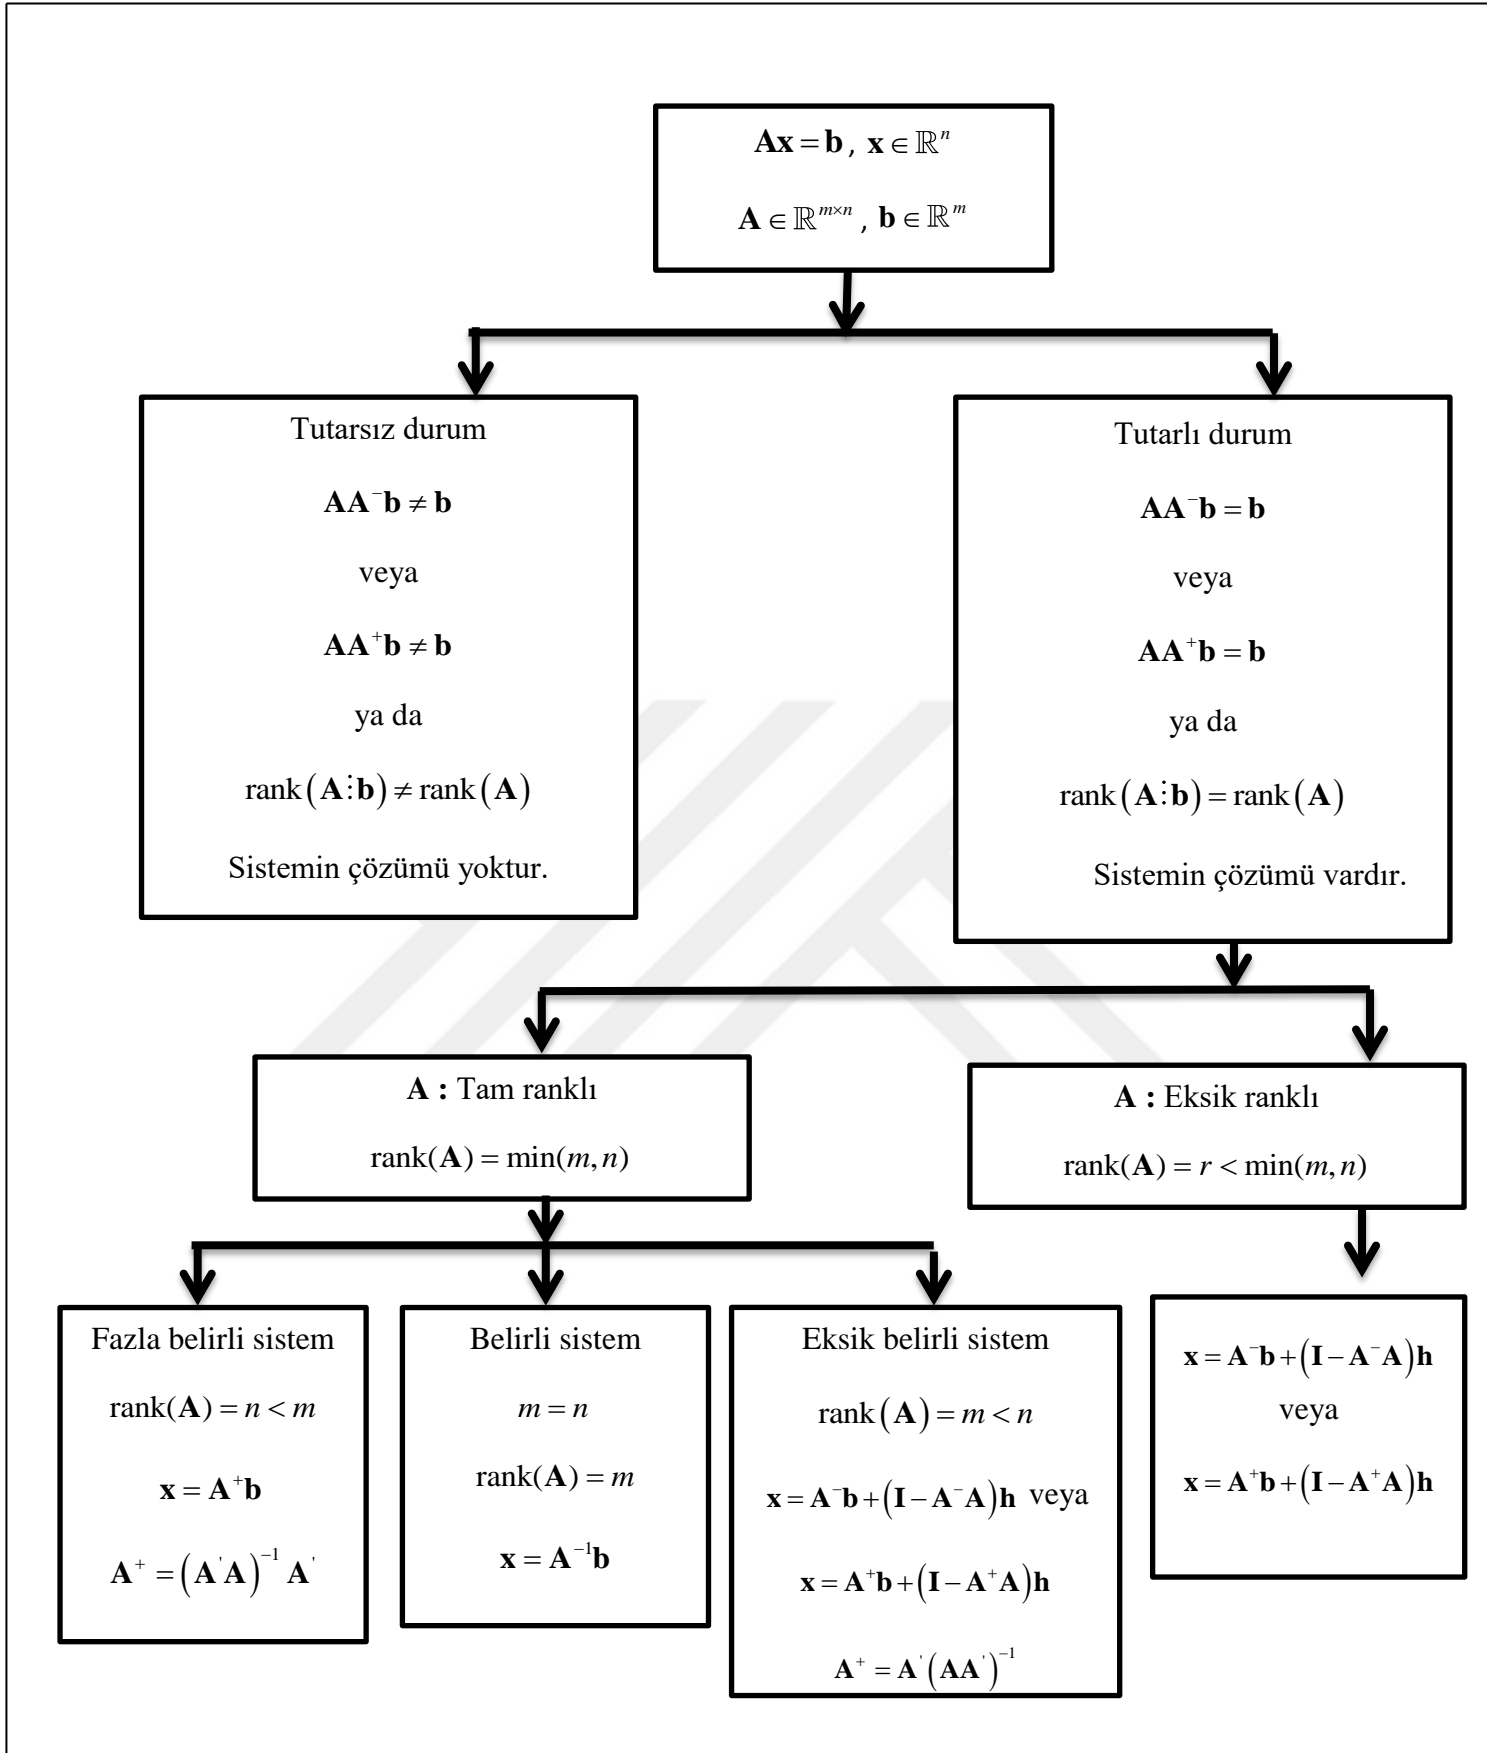 Ax = b, x ∈ ℝⁿ
A ∈ ℝᵐˣⁿ, b ∈ ℝᵐ
Tutarsız durum
AA⁻b ≠ b
veya
AA⁺b ≠ b
ya da
rank(A⋮b) ≠ rank(A)
Sistemin çözümü yoktur.
Tutarlı durum
AA⁻b = b
veya
AA⁺b = b
ya da
rank(A⋮b) = rank(A)
Sistemin çözümü vardır.
A : Tam ranklı
rank(A) = min(m, n)
A : Eksik ranklı
rank(A) = r < min(m, n)
Fazla belirli sistem
rank(A) = n < m
x = A⁺b
A⁺ = (A'A)⁻¹ A'
Belirli sistem
m = n
rank(A) = m
x = A⁻¹b
Eksik belirli sistem
rank(A) = m < n
x = A⁻b + (I − A⁻A)h veya
x = A⁺b + (I − A⁺A)h
A⁺ = A'(AA')⁻¹
x = A⁻b + (I − A⁻A)h
veya
x = A⁺b + (I − A⁺A)h